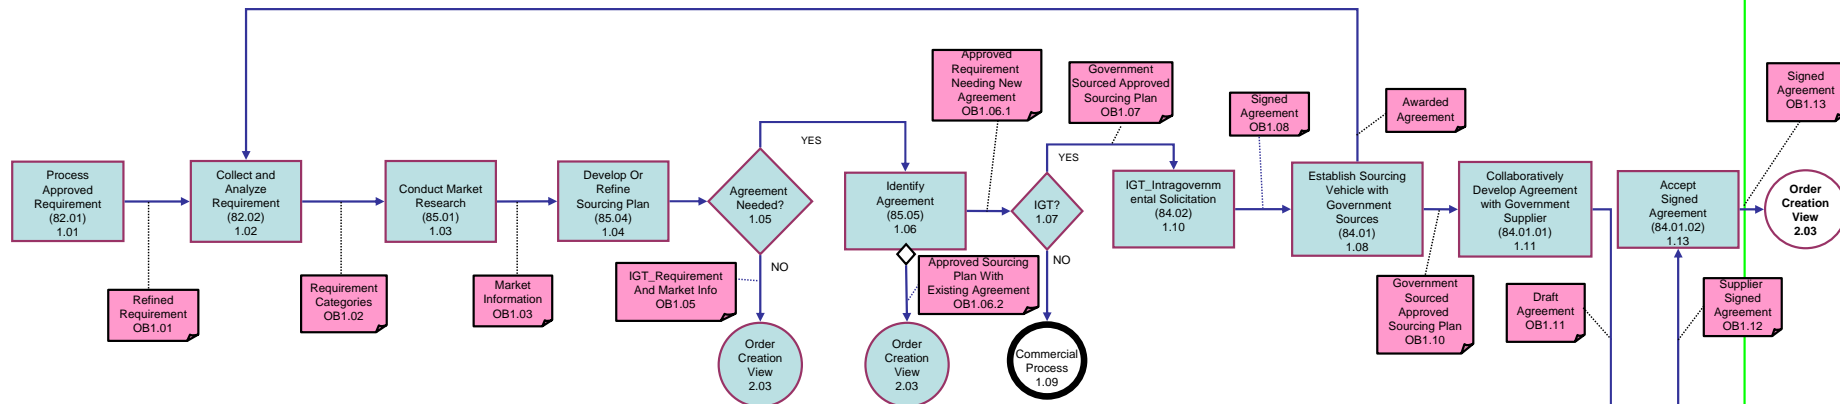 Process
Approved
Requirement
(82.01)
1.01
Refined
Requirement
OB1.01
Collect and
Analyze
Requirement
(82.02)
1.02
Requirement
Categories
OB1.02
Conduct Market
Research
(85.01)
1.03
Market
Information
OB1.03
Develop Or
Refine
Sourcing Plan
(85.04)
1.04
Agreement
Needed?
1.05
YES
NO
IGT_Requirement
And Market Info
OB1.05
Order
Creation
View
2.03
Identify
Agreement
(85.05)
1.06
Approved Sourcing
Plan With
Existing Agreement
OB1.06.2
Order
Creation
View
2.03
Approved
Requirement
Needing New
Agreement
OB1.06.1
IGT?
1.07
YES
NO
Commercial
Process
1.09
Government
Sourced Approved
Sourcing Plan
OB1.07
IGT_Intragovernm
ental Solicitation
(84.02)
1.10
Signed
Agreement
OB1.08
Establish Sourcing
Vehicle with
Government
Sources
(84.01)
1.08
Awarded
Agreement
Government
Sourced
Approved
Sourcing Plan
OB1.10
Collaboratively
Develop Agreement
with Government
Supplier
(84.01.01)
1.11
Draft
Agreement
OB1.11
Accept
Signed
Agreement
(84.01.02)
1.13
Supplier
Signed
Agreement
OB1.12
Signed
Agreement
OB1.13
Order
Creation
View
2.03